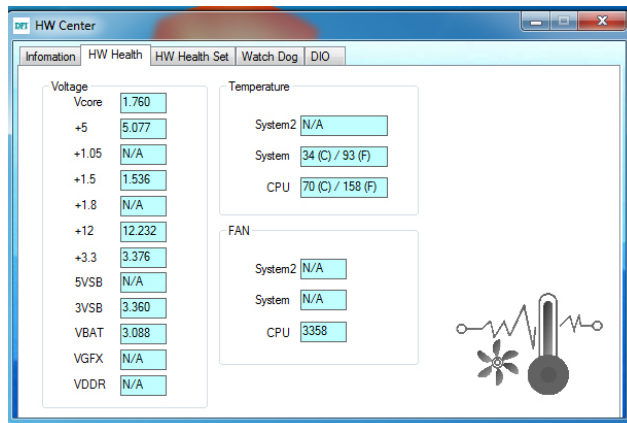 DFI HW Center
Infomation HW Health HW Health Set Watch Dog DIO
Voltage
Vcore 1.760
+5 5.077
+1.05 N/A
+1.5 1.536
+1.8 N/A
+12 12.232
+3.3 3.376
5VSB N/A
3VSB 3.360
VBAT 3.088
VGFX N/A
VDDR N/A
Temperature
System2 N/A
System 34 (C) / 93 (F)
CPU 70 (C) / 158 (F)
FAN
System2 N/A
System N/A
CPU 3358